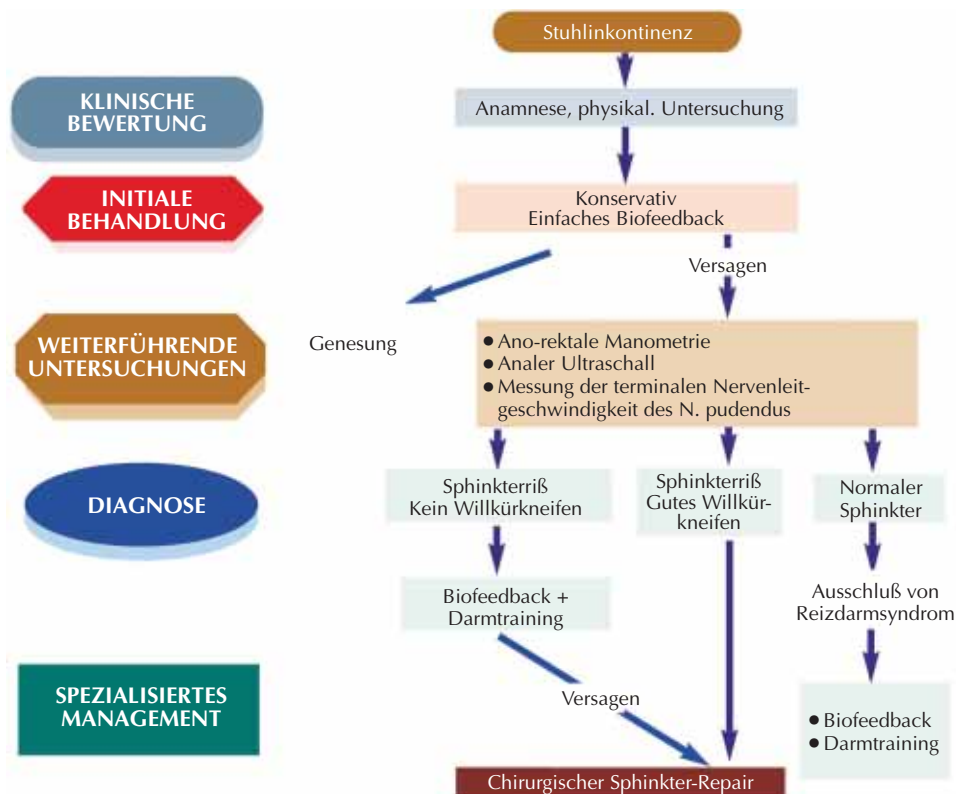 Stuhlinkontinenz
KLINISCHE
BEWERTUNG
Anamnese, physikal. Untersuchung
INITIALE
BEHANDLUNG
Konservativ
Einfaches Biofeedback
Versagen
Genesung
WEITERFÜHRENDE
UNTERSUCHUNGEN
● Ano-rektale Manometrie
● Analer Ultraschall
● Messung der terminalen Nervenleit-
geschwindigkeit des N. pudendus
DIAGNOSE
Sphinkterriß
Kein Willkürkneifen
Sphinkterriß
Gutes Willkür-
kneifen
Normaler
Sphinkter
Biofeedback +
Darmtraining
Ausschluß von
Reizdarmsyndrom
SPEZIALISIERTES
MANAGEMENT
Versagen
● Biofeedback
● Darmtraining
Chirurgischer Sphinkter-Repair